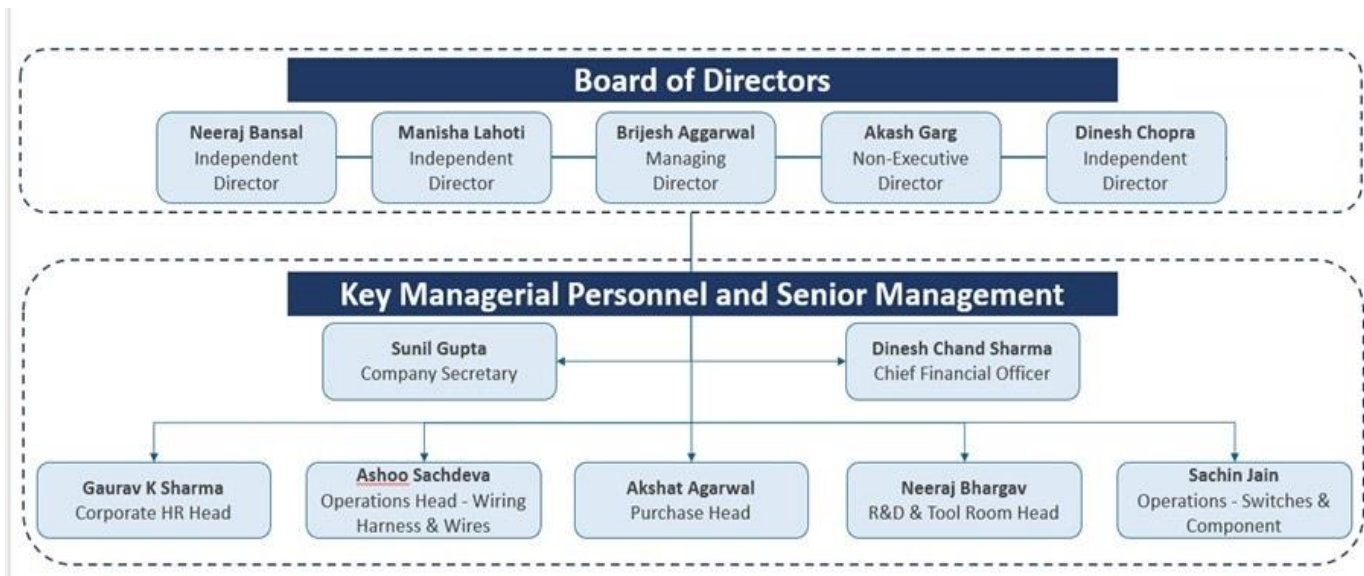 Board of Directors
Neeraj Bansal
Independent
Director
Manisha Lahoti
Independent
Director
Brijesh Aggarwal
Managing
Director
Akash Garg
Non-Executive
Director
Dinesh Chopra
Independent
Director
Key Managerial Personnel and Senior Management
Sunil Gupta
Company Secretary
Dinesh Chand Sharma
Chief Financial Officer
Gaurav K Sharma
Corporate HR Head
Ashoo Sachdeva
Operations Head - Wiring
Harness & Wires
Akshat Agarwal
Purchase Head
Neeraj Bhargav
R&D & Tool Room Head
Sachin Jain
Operations - Switches &
Component